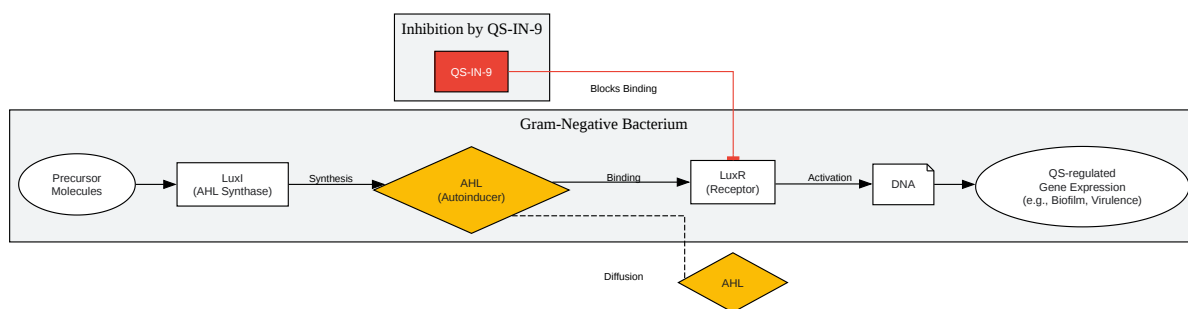 Inhibition by QS-IN-9
QS-IN-9
Blocks Binding
Gram-Negative Bacterium
Precursor
Molecules
LuxI
(AHL Synthase)
Synthesis
AHL
(Autoinducer)
Binding
LuxR
(Receptor)
Activation
DNA
QS-regulated
Gene Expression
(e.g., Biofilm, Virulence)
Diffusion
AHL